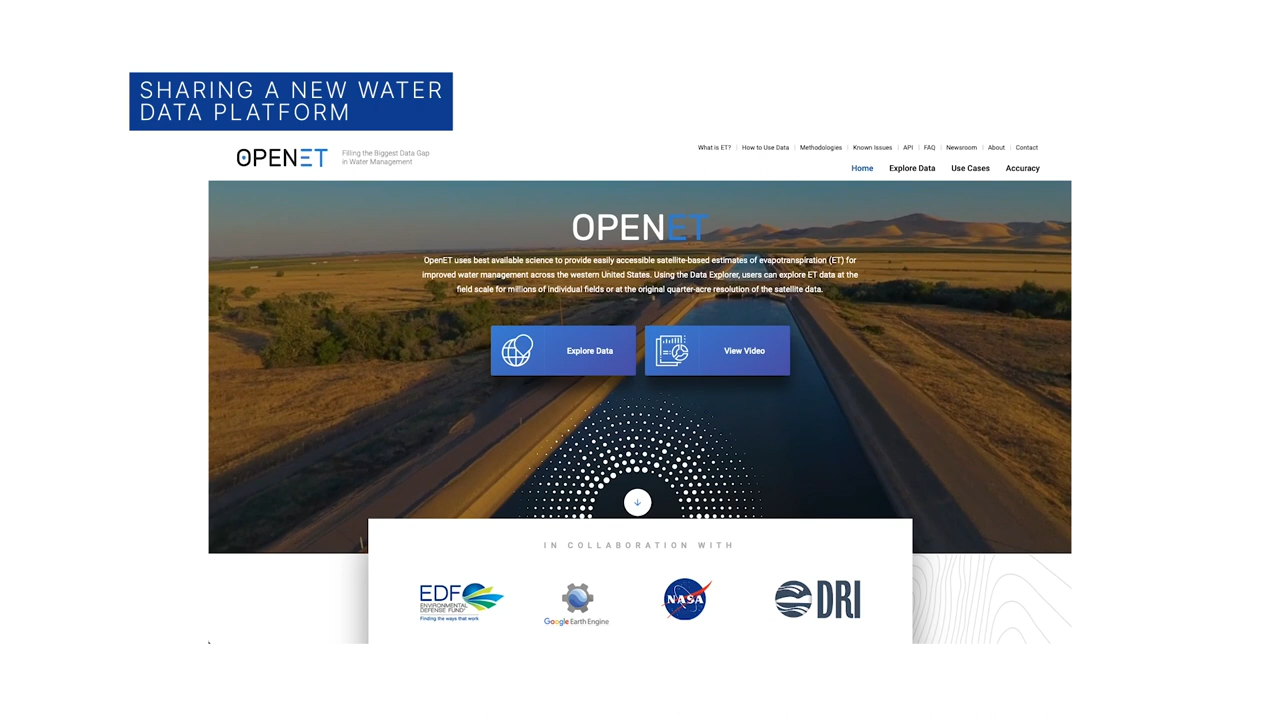 SHARING A NEW WATER
DATA PLATFORM
OPENET
Filling the Biggest Data Gap
in Water Management
What is ET? | How to Use Data | Methodologies | Known Issues | API | FAQ | Newsroom | About | Contact
Home Explore Data Use Cases Accuracy
OPENET
OpenET uses best available science to provide easily accessible satellite-based estimates of evapotranspiration (ET) for
improved water management across the western United States. Using the Data Explorer, users can explore ET data at the
field scale for millions of individual fields or at the original quarter-acre resolution of the satellite data.
Explore Data
View Video
IN COLLABORATION WITH
EDF
ENVIRONMENTAL
DEFENSE FUND®
Finding the ways that work
Google Earth Engine
NASA
DRI